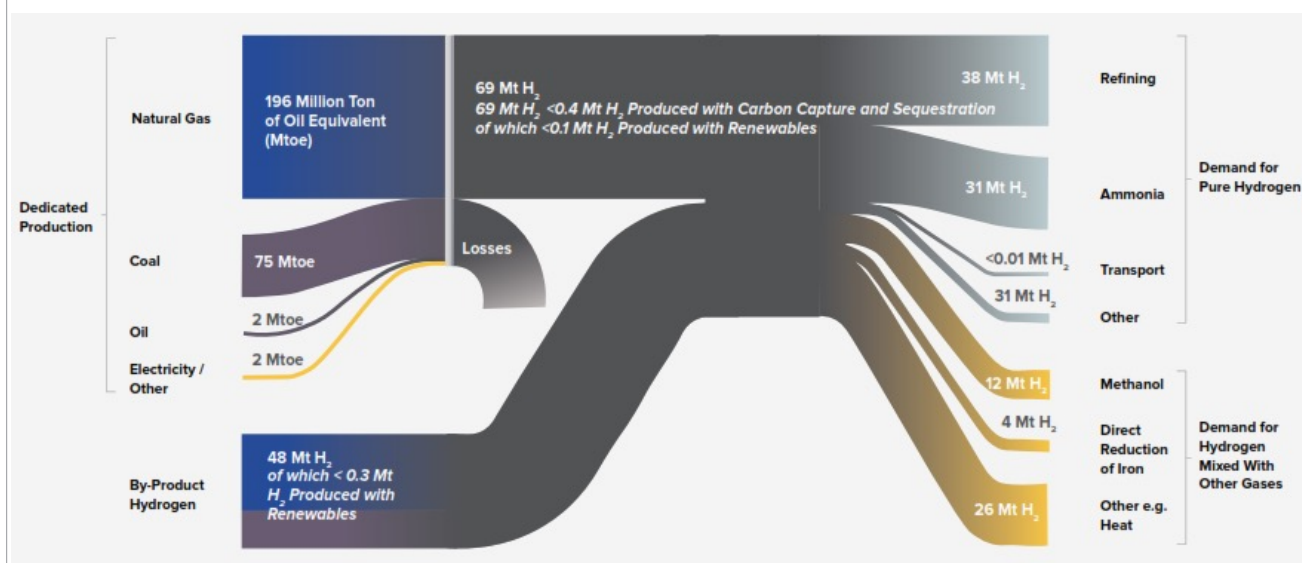 Dedicated
Production
Natural Gas
Coal
Oil
Electricity /
Other
By-Product
Hydrogen
196 Million Ton
of Oil Equivalent
(Mtoe)
75 Mtoe
2 Mtoe
2 Mtoe
48 Mt H₂
of which < 0.3 Mt
H₂ Produced with
Renewables
69 Mt H₂
69 Mt H₂ <0.4 Mt H₂ Produced with Carbon Capture and Sequestration
of which <0.1 Mt H₂ Produced with Renewables
Losses
38 Mt H₂
31 Mt H₂
<0.01 Mt H₂
31 Mt H₂
12 Mt H₂
4 Mt H₂
26 Mt H₂
Refining
Ammonia
Transport
Other
Methanol
Direct
Reduction
of Iron
Other e.g.
Heat
Demand for
Pure Hydrogen
Demand for
Hydrogen
Mixed With
Other Gases